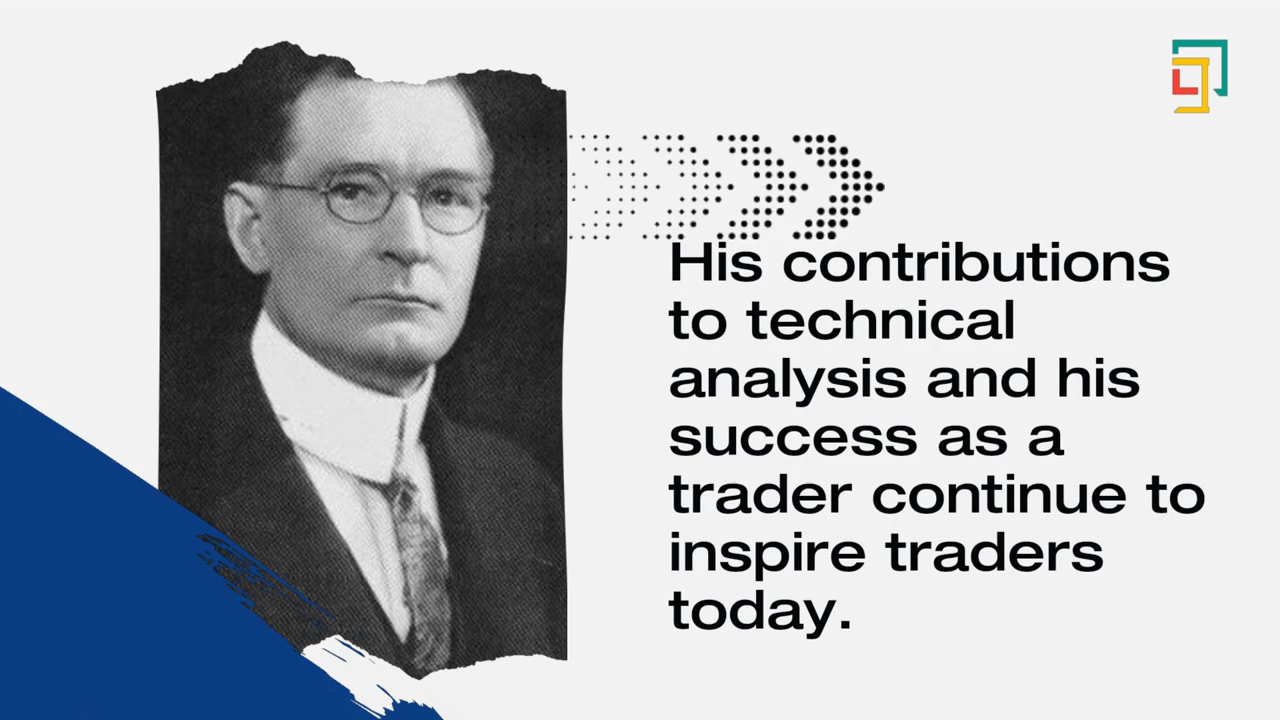 His contributions
to technical
analysis and his
success as a
trader continue to
inspire traders
today.